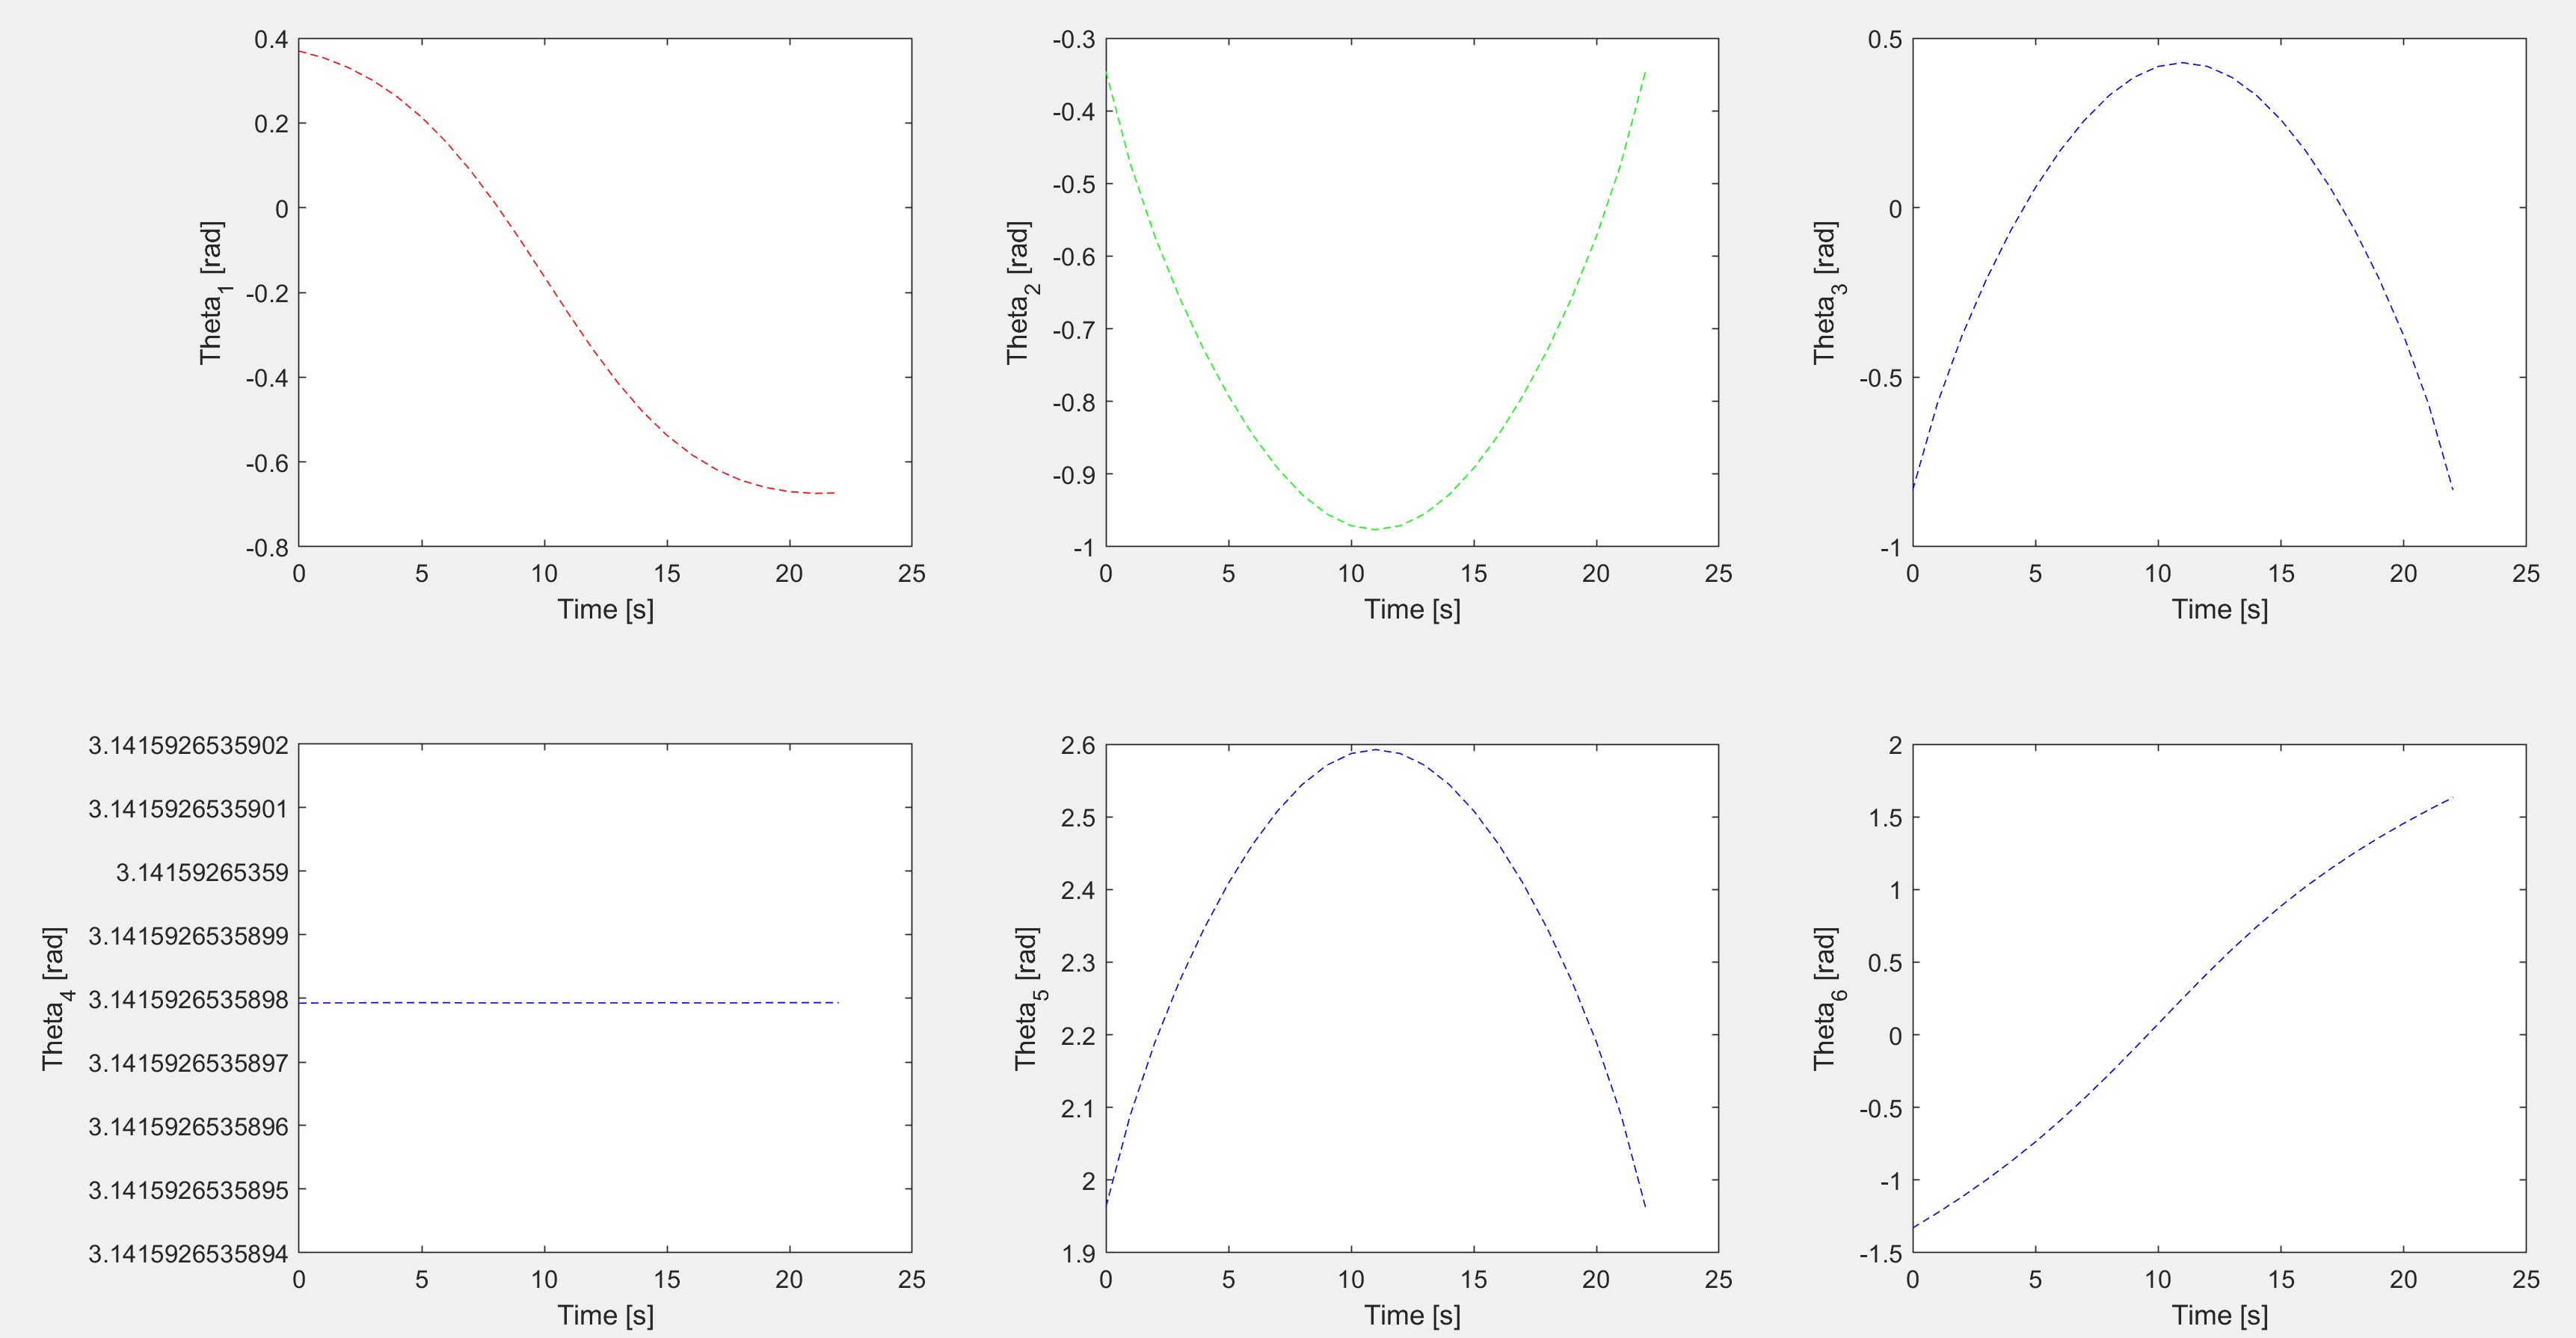 0.4
0.2
0
-0.2
-0.4
-0.6
-0.8
Theta1 [rad]
0 5 10 15 20 25
Time [s]
-0.3
-0.4
-0.5
-0.6
-0.7
-0.8
-0.9
-1
Theta2 [rad]
0 5 10 15 20 25
Time [s]
0.5
0
-0.5
-1
Theta3 [rad]
0 5 10 15 20 25
Time [s]
3.1415926535902
3.1415926535901
3.14159265359
3.1415926535899
3.1415926535898
3.1415926535897
3.1415926535896
3.1415926535895
3.1415926535894
Theta4 [rad]
0 5 10 15 20 25
Time [s]
2.6
2.5
2.4
2.3
2.2
2.1
2
1.9
Theta5 [rad]
0 5 10 15 20 25
Time [s]
2
1.5
1
0.5
0
-0.5
-1
-1.5
Theta6 [rad]
0 5 10 15 20 25
Time [s]